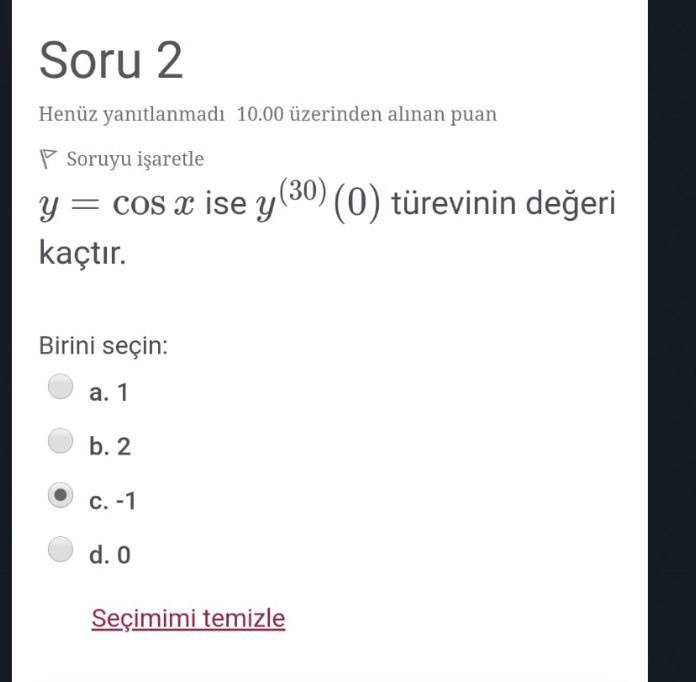 Soru 2
Henüz yanıtlanmadı 10.00 üzerinden alınan puan
Soruyu işaretle
y = cos x ise y^(30)(0) türevinin değeri
kaçtır.
Birini seçin:
a. 1
b. 2
c. -1
d. 0
Seçimimi temizle